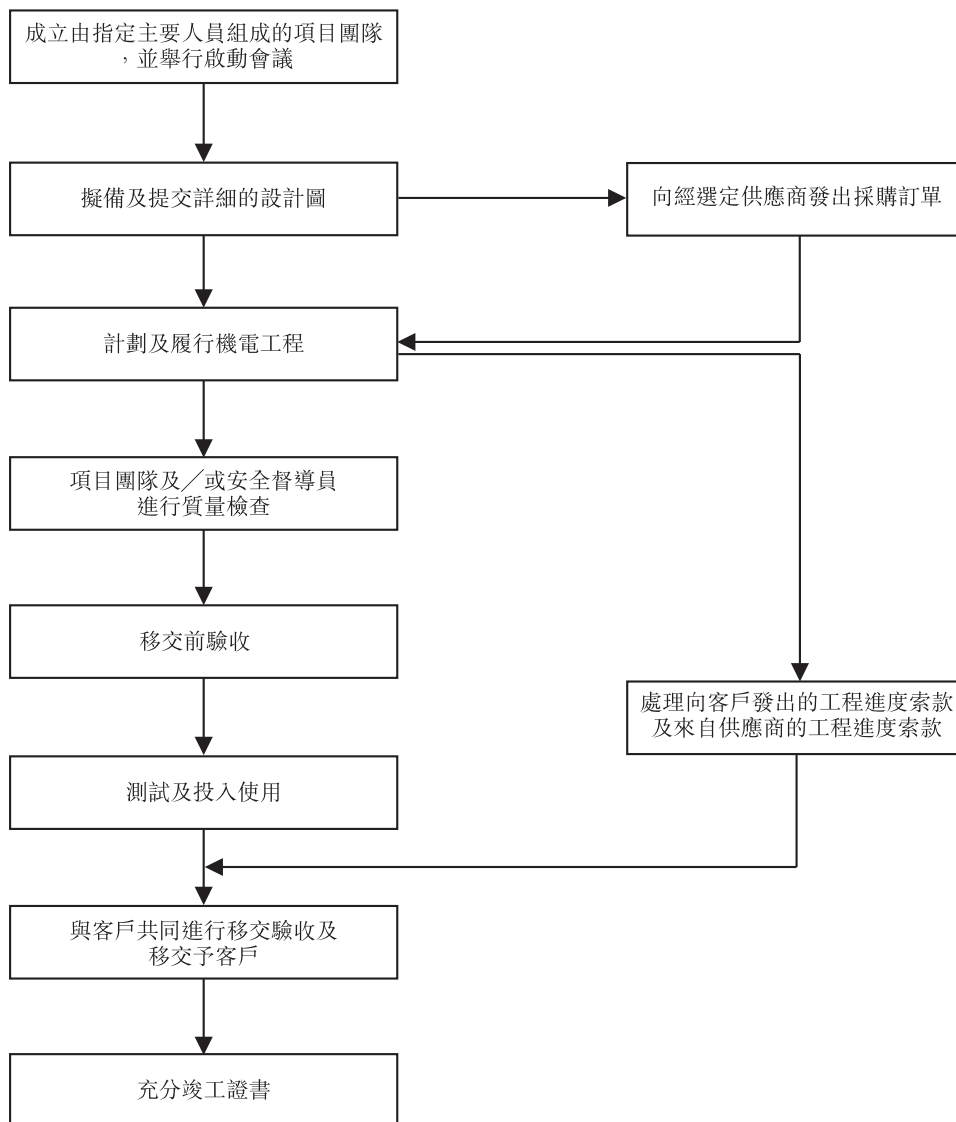 成立由指定主要人員組成的項目團隊
，並舉行啟動會議
擬備及提交詳細的設計圖
向經選定供應商發出採購訂單
計劃及履行機電工程
項目團隊及／或安全督導員
進行質量檢查
移交前驗收
處理向客戶發出的工程進度索款
及來自供應商的工程進度索款
測試及投入使用
與客戶共同進行移交驗收及
移交予客戶
充分竣工證書